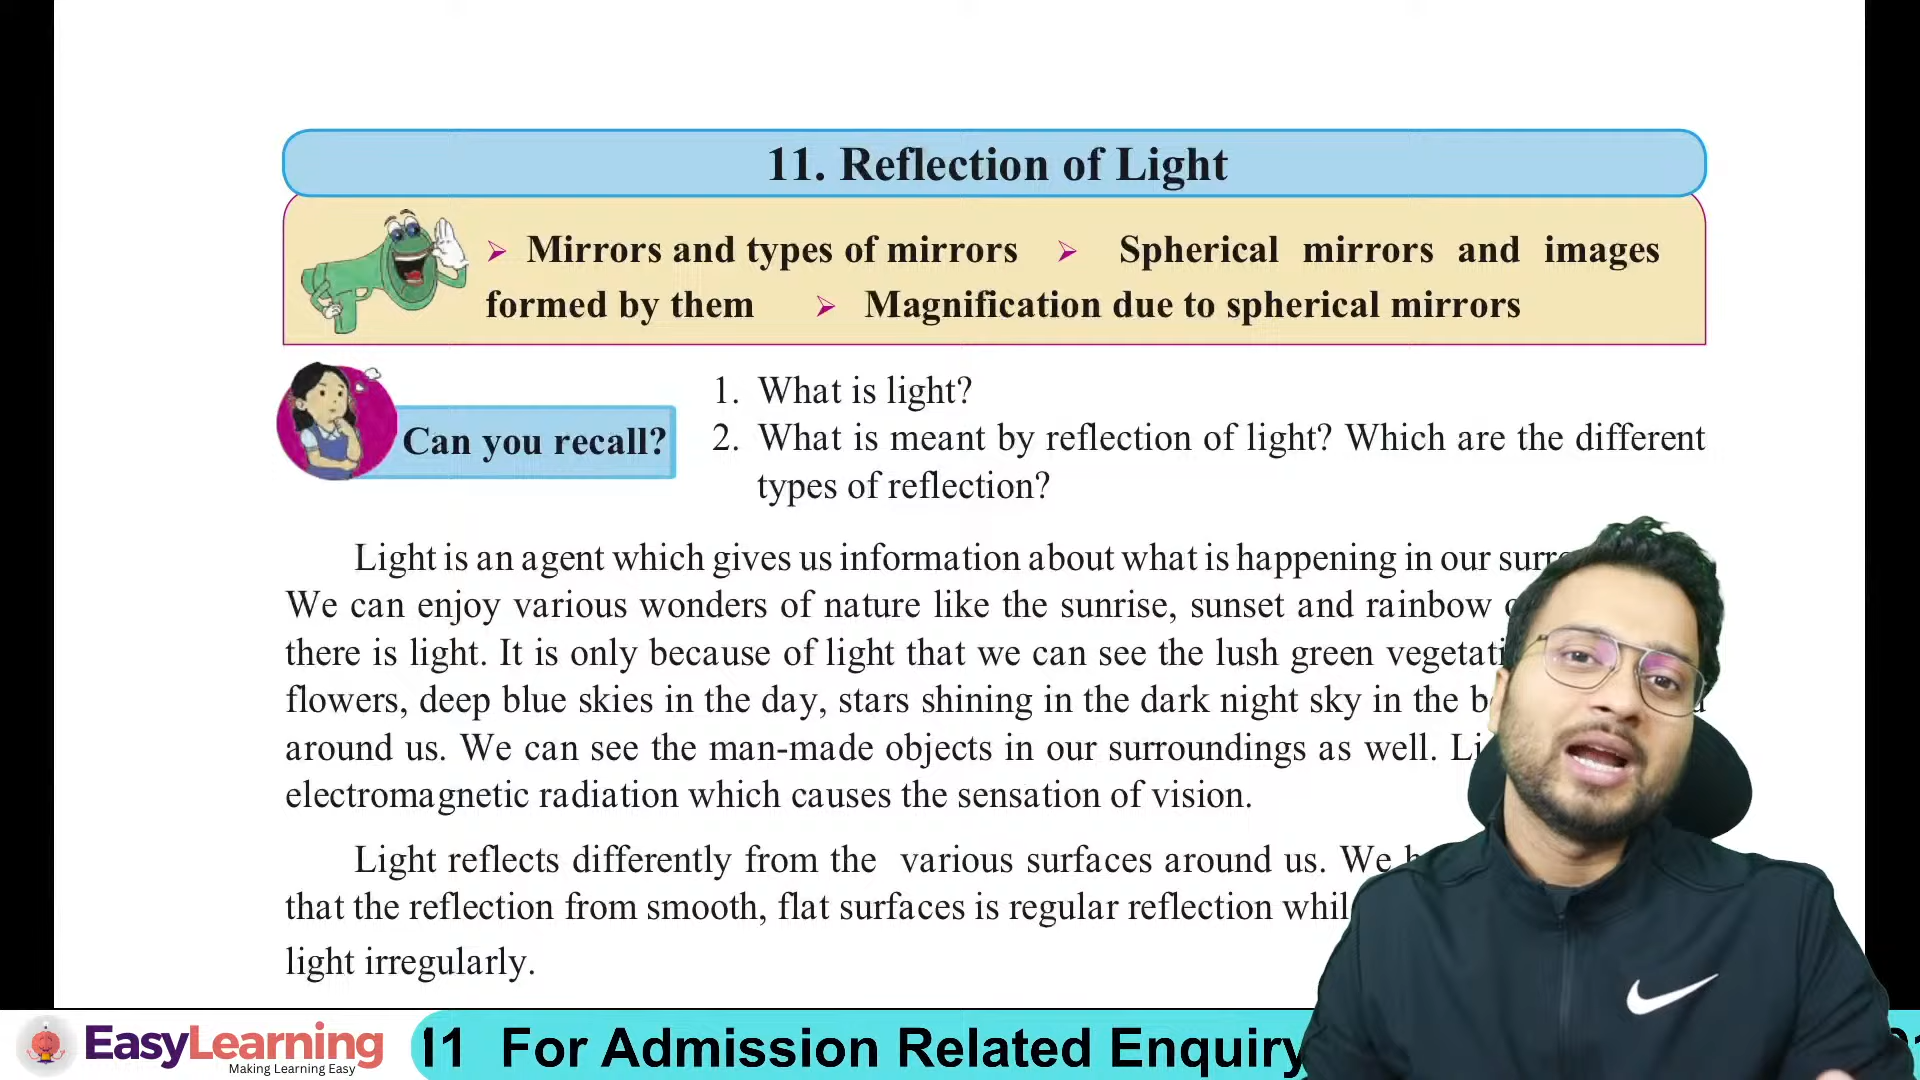 11. Reflection of Light
➢ Mirrors and types of mirrors ➢ Spherical mirrors and images
formed by them ➢ Magnification due to spherical mirrors
Can you recall?
1. What is light?
2. What is meant by reflection of light? Which are the different
types of reflection?
Light is an agent which gives us information about what is happening in our
We can enjoy various wonders of nature like the sunrise, sunset and rainbow
there is light. It is only because of light that we can see the lush green
flowers, deep blue skies in the day, stars shining in the dark night sky in the
around us. We can see the man-made objects in our surroundings as well.
electromagnetic radiation which causes the sensation of vision.
Light reflects differently from the various surfaces around us. We
that the reflection from smooth, flat surfaces is regular reflection
light irregularly.
EasyLearning
Making Learning Easy
11 For Admission Related Enquiry